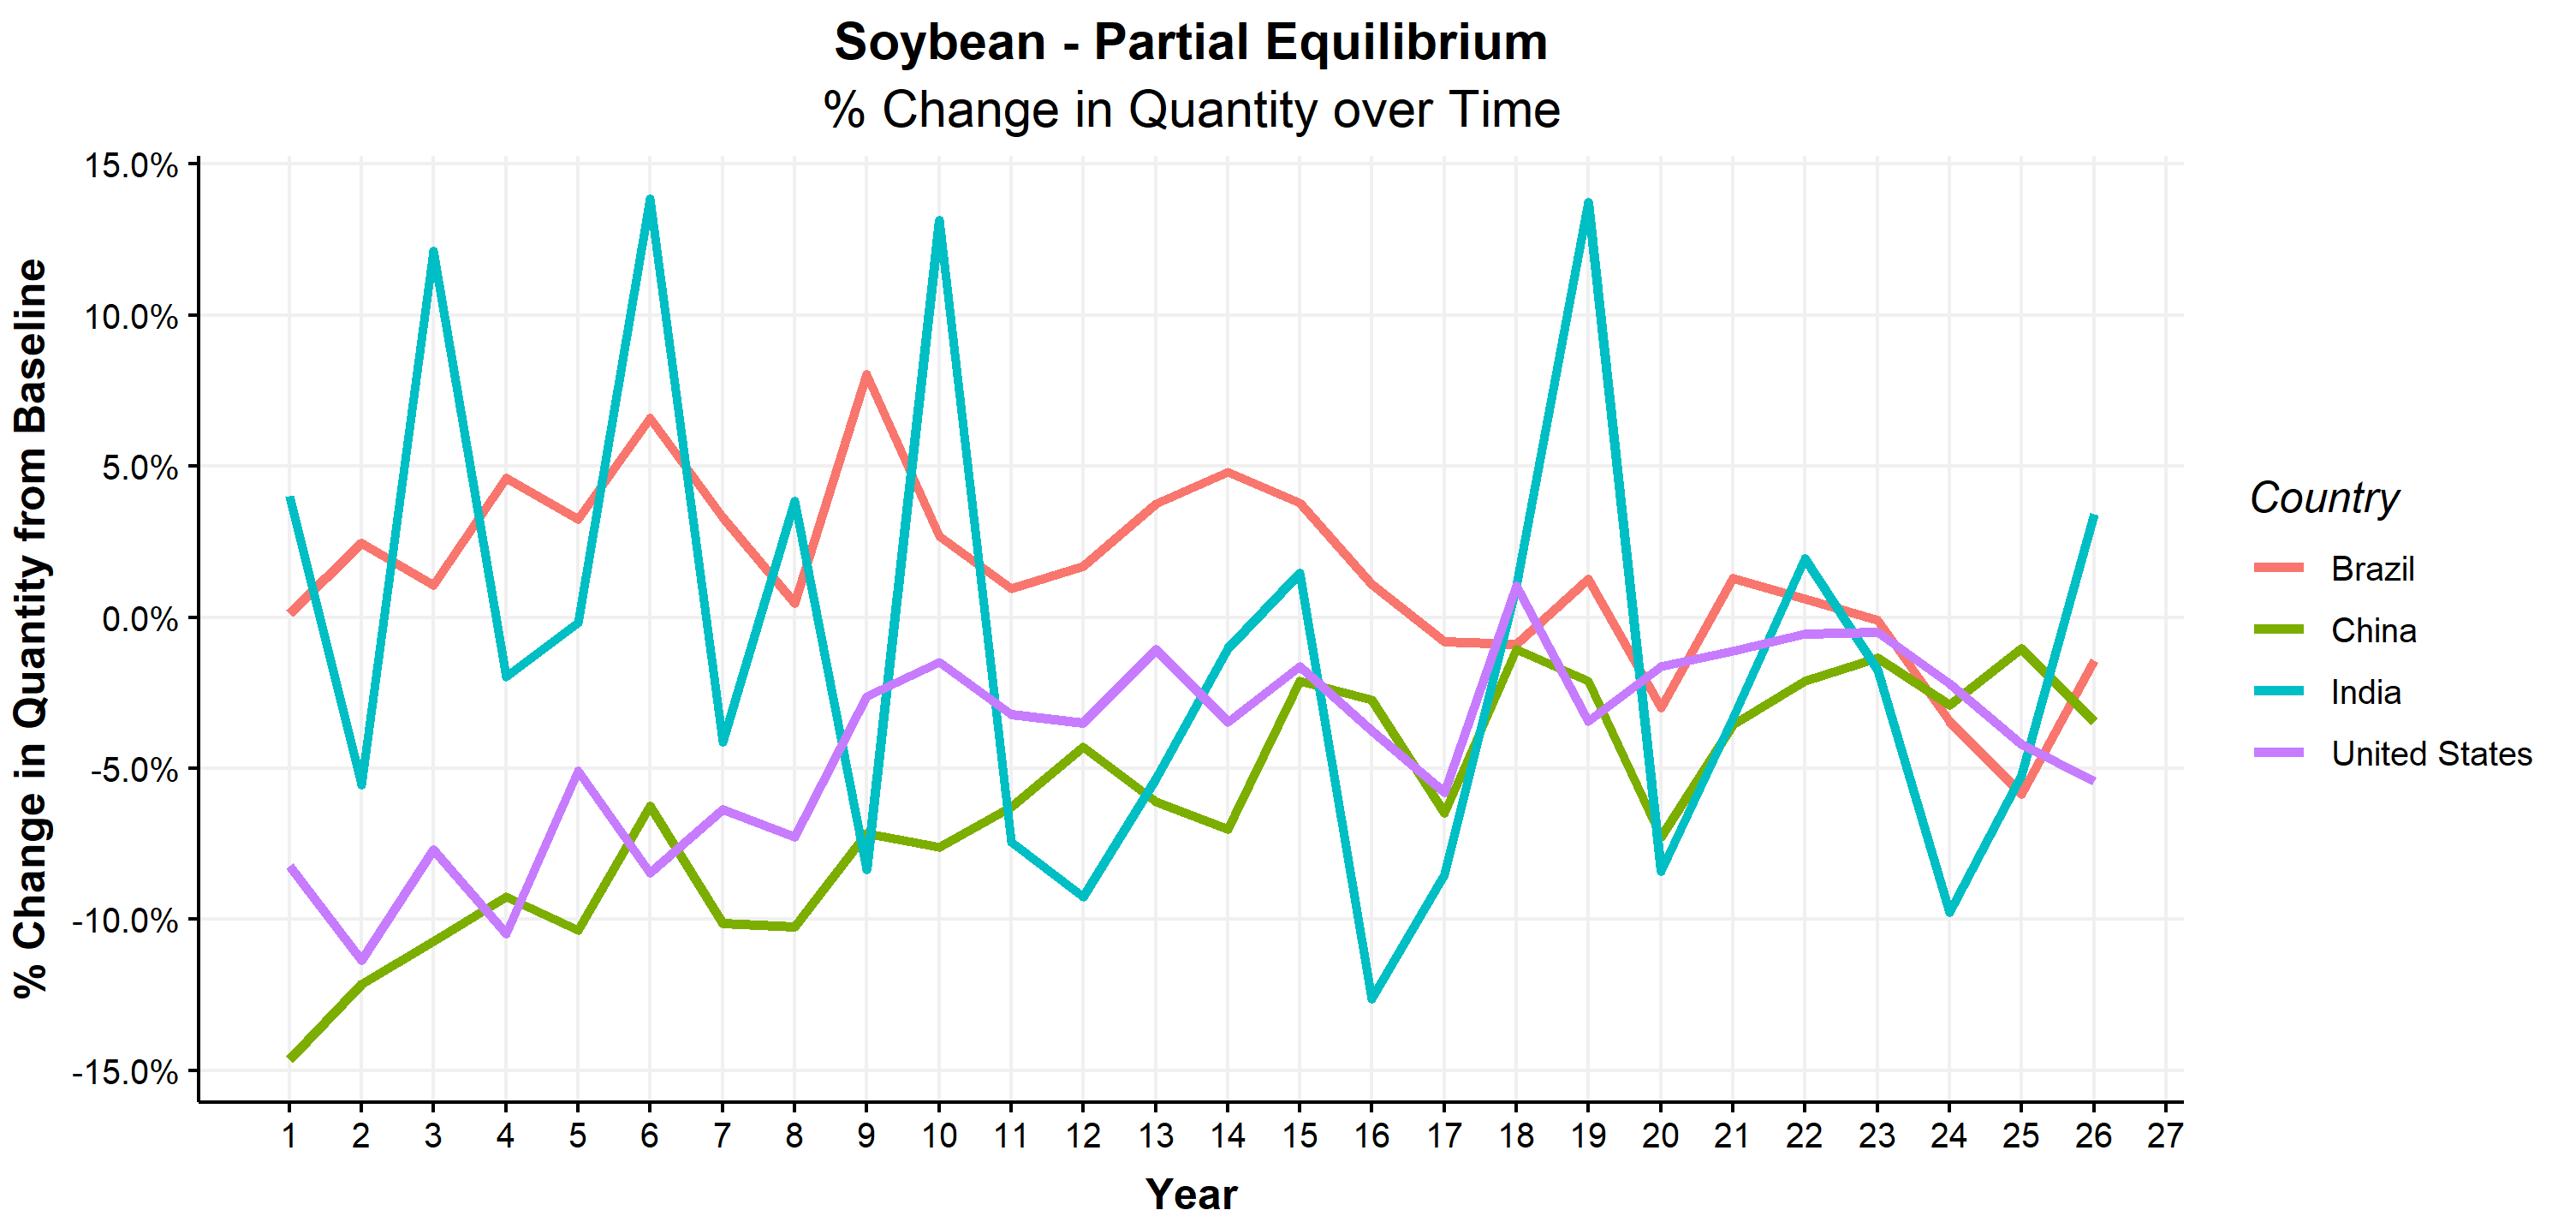 Soybean - Partial Equilibrium
% Change in Quantity over Time
% Change in Quantity from Baseline
15.0%
10.0%
5.0%
0.0%
-5.0%
-10.0%
-15.0%
1 2 3 4 5 6 7 8 9 10 11 12 13 14 15 16 17 18 19 20 21 22 23 24 25 26 27
Year
Country
Brazil
China
India
United States